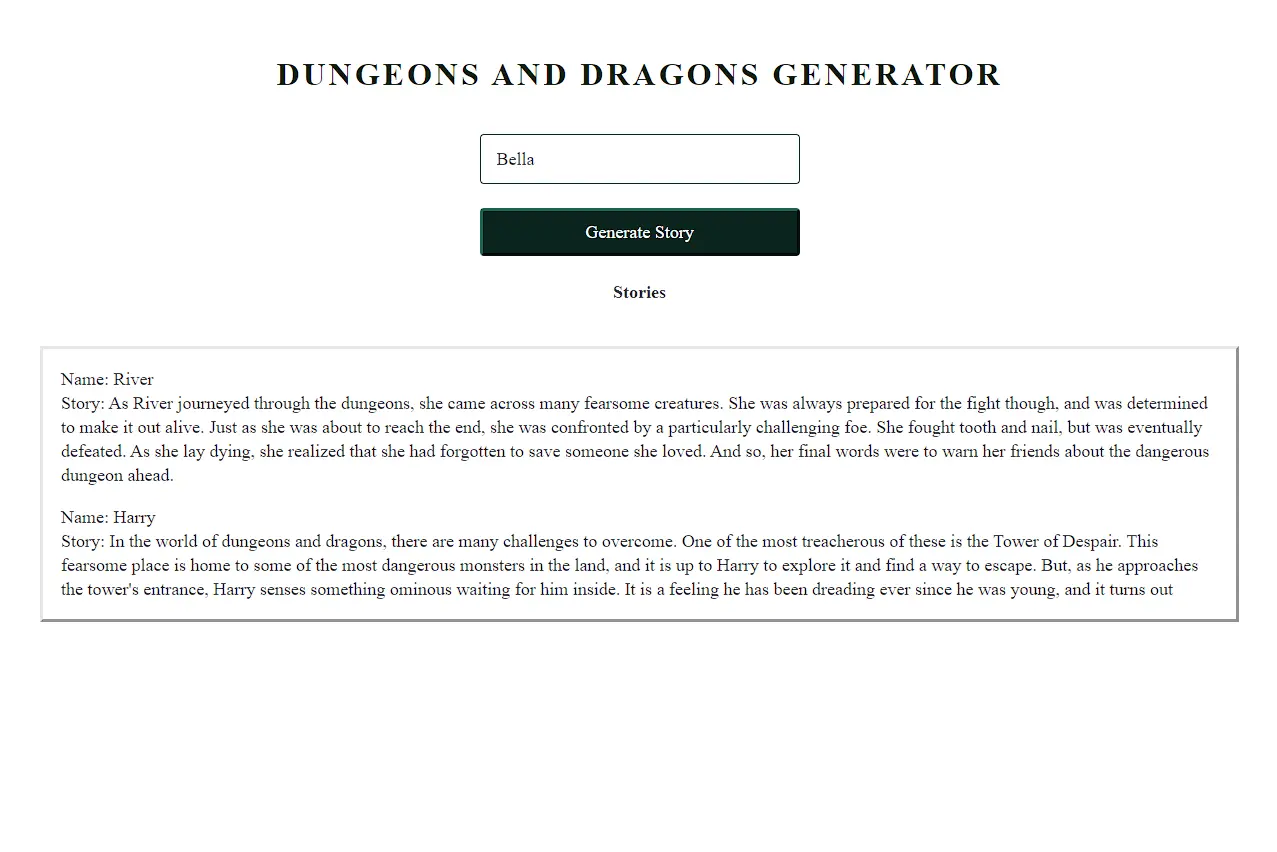 DUNGEONS AND DRAGONS GENERATOR
Bella
Generate Story
Stories
Name: River
Story: As River journeyed through the dungeons, she came across many fearsome creatures. She was always prepared for the fight though, and was determined
to make it out alive. Just as she was about to reach the end, she was confronted by a particularly challenging foe. She fought tooth and nail, but was eventually
defeated. As she lay dying, she realized that she had forgotten to save someone she loved. And so, her final words were to warn her friends about the dangerous
dungeon ahead.
Name: Harry
Story: In the world of dungeons and dragons, there are many challenges to overcome. One of the most treacherous of these is the Tower of Despair. This
fearsome place is home to some of the most dangerous monsters in the land, and it is up to Harry to explore it and find a way to escape. But, as he approaches
the tower's entrance, Harry senses something ominous waiting for him inside. It is a feeling he has been dreading ever since he was young, and it turns out